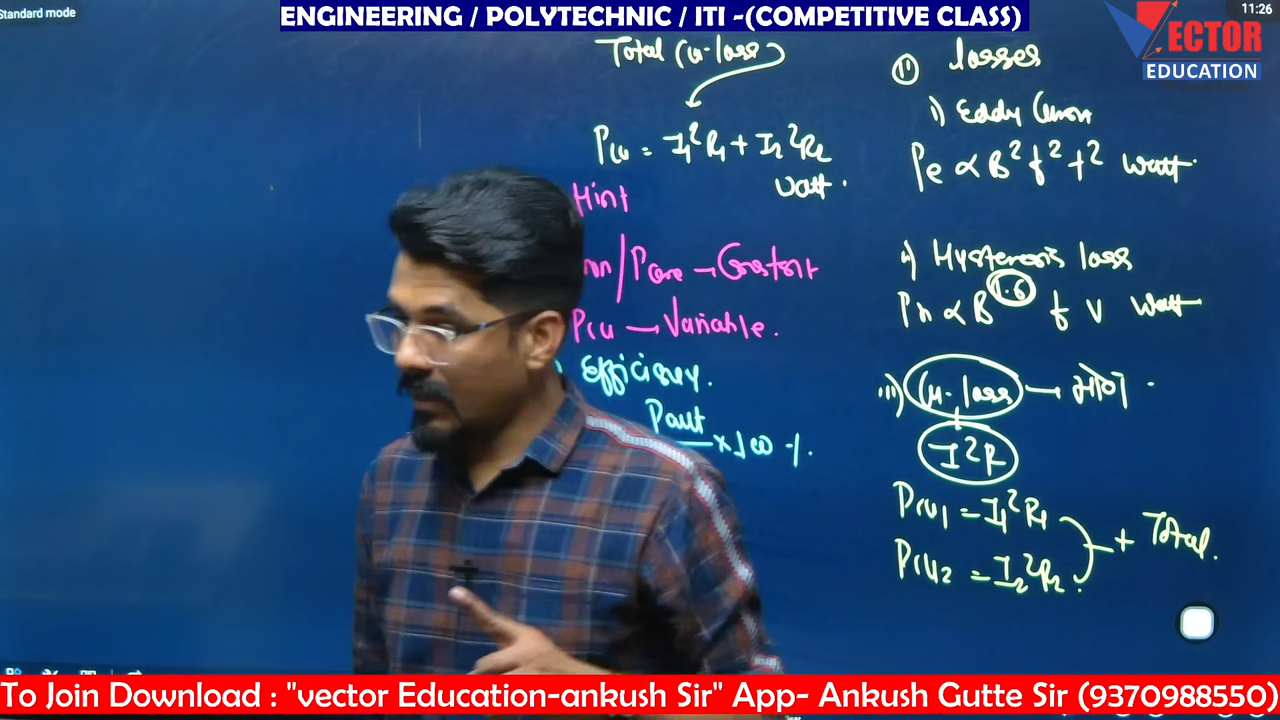 Standard mode
ENGINEERING / POLYTECHNIC / ITI -(COMPETITIVE CLASS)
11:26
VECTOR
EDUCATION
Total Cu-loss
Pcu = I₁²R₁ + I₂²R₂
watt.
Hint
/Pcore → Constant
Pcu → Variable.
Efficiency.
Pout
× 100 %.
① losses
i) Eddy Curren
Pe ∝ B² f² t² watt
ii) Hysteresis loss
Ph ∝ B^1.6 f V watt
iii) Cu-loss →
I²R
Pcu₁ = I₁²R₁
+ Total.
Pcu₂ = I₂²R₂.
To Join Download : "vector Education-ankush Sir" App- Ankush Gutte Sir (9370988550)